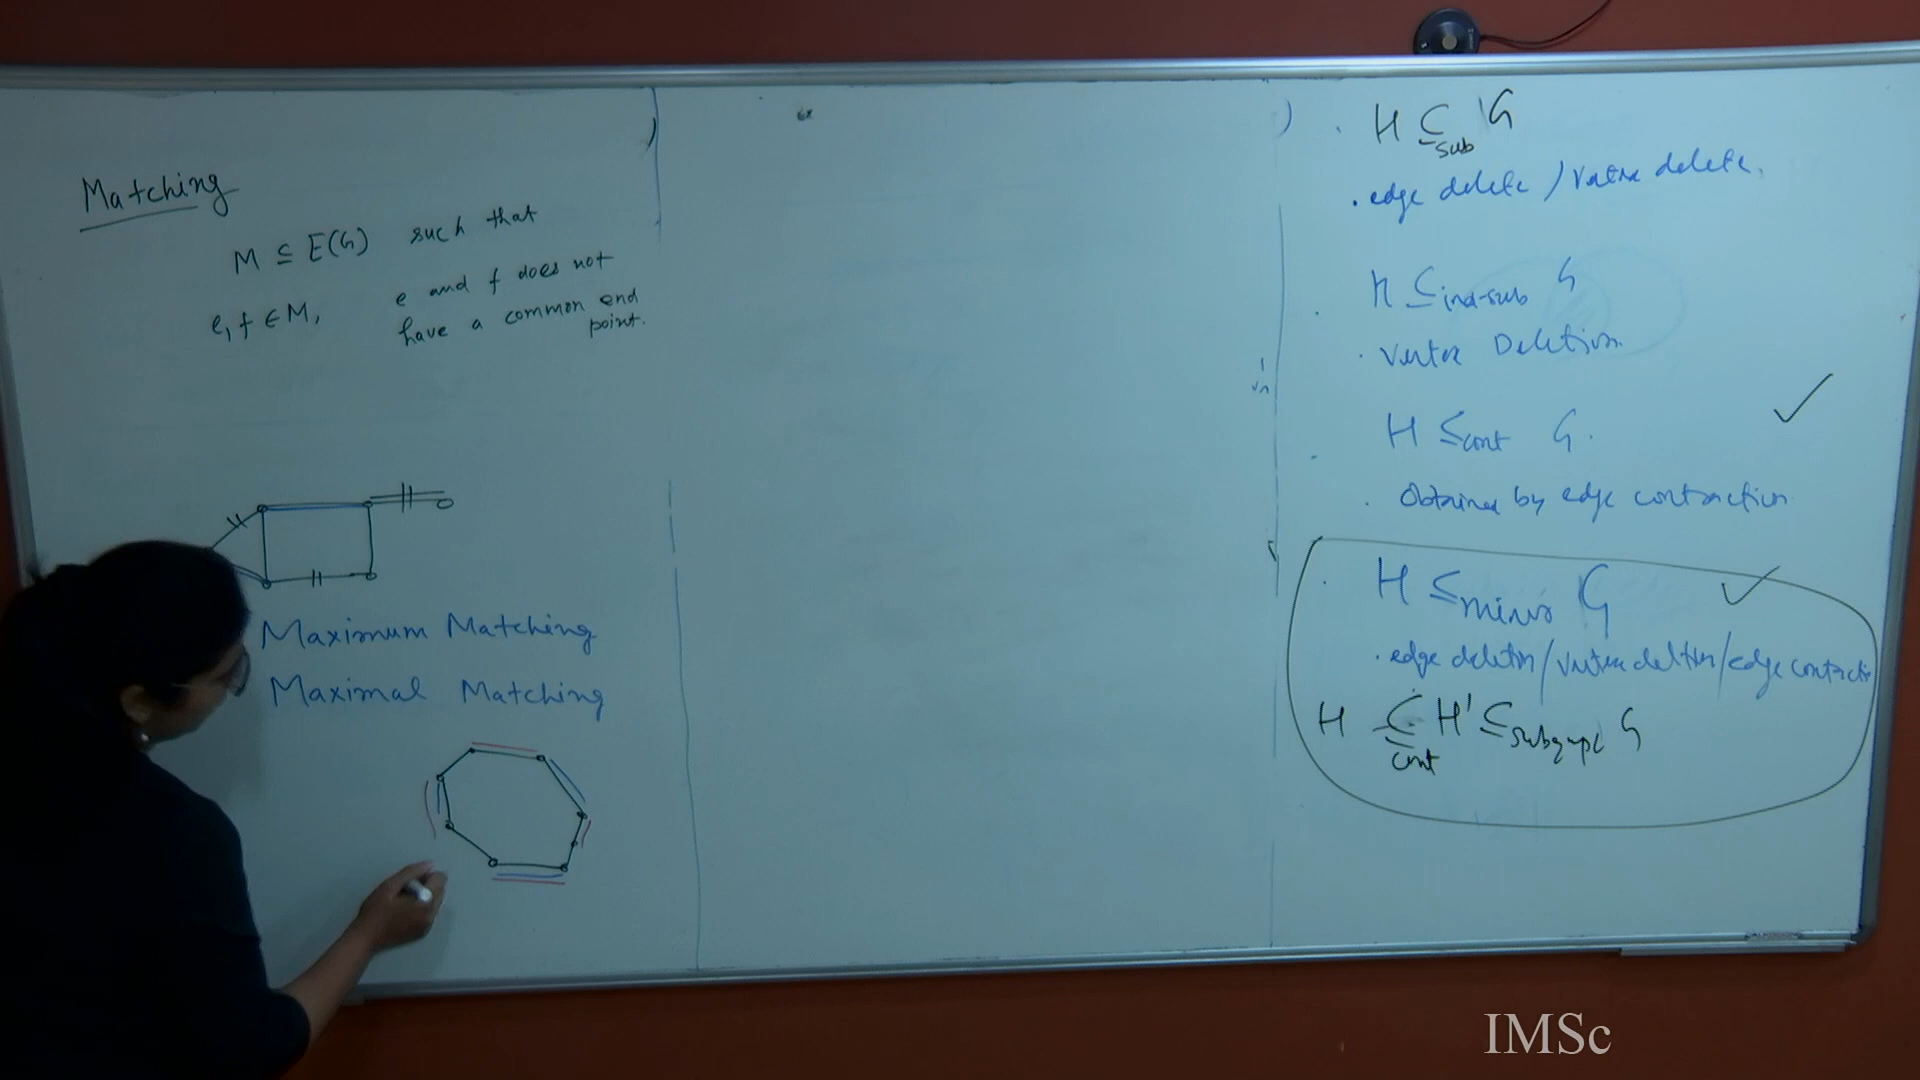 Matching
M ⊆ E(G) such that
e, f ∈ M, e and f does not
have a common end
point.
Maximum Matching
Maximal Matching
H ⊆sub G
. edge delete / vertex delete.
H ⊆ind-sub G
. vertex Deletion.
H ≤cont G.
. Obtained by edge contraction
H ≤minor G
. edge deletion / vertex deletion / edge contraction
H ≤cont H' ⊆subgraph G
IMSc